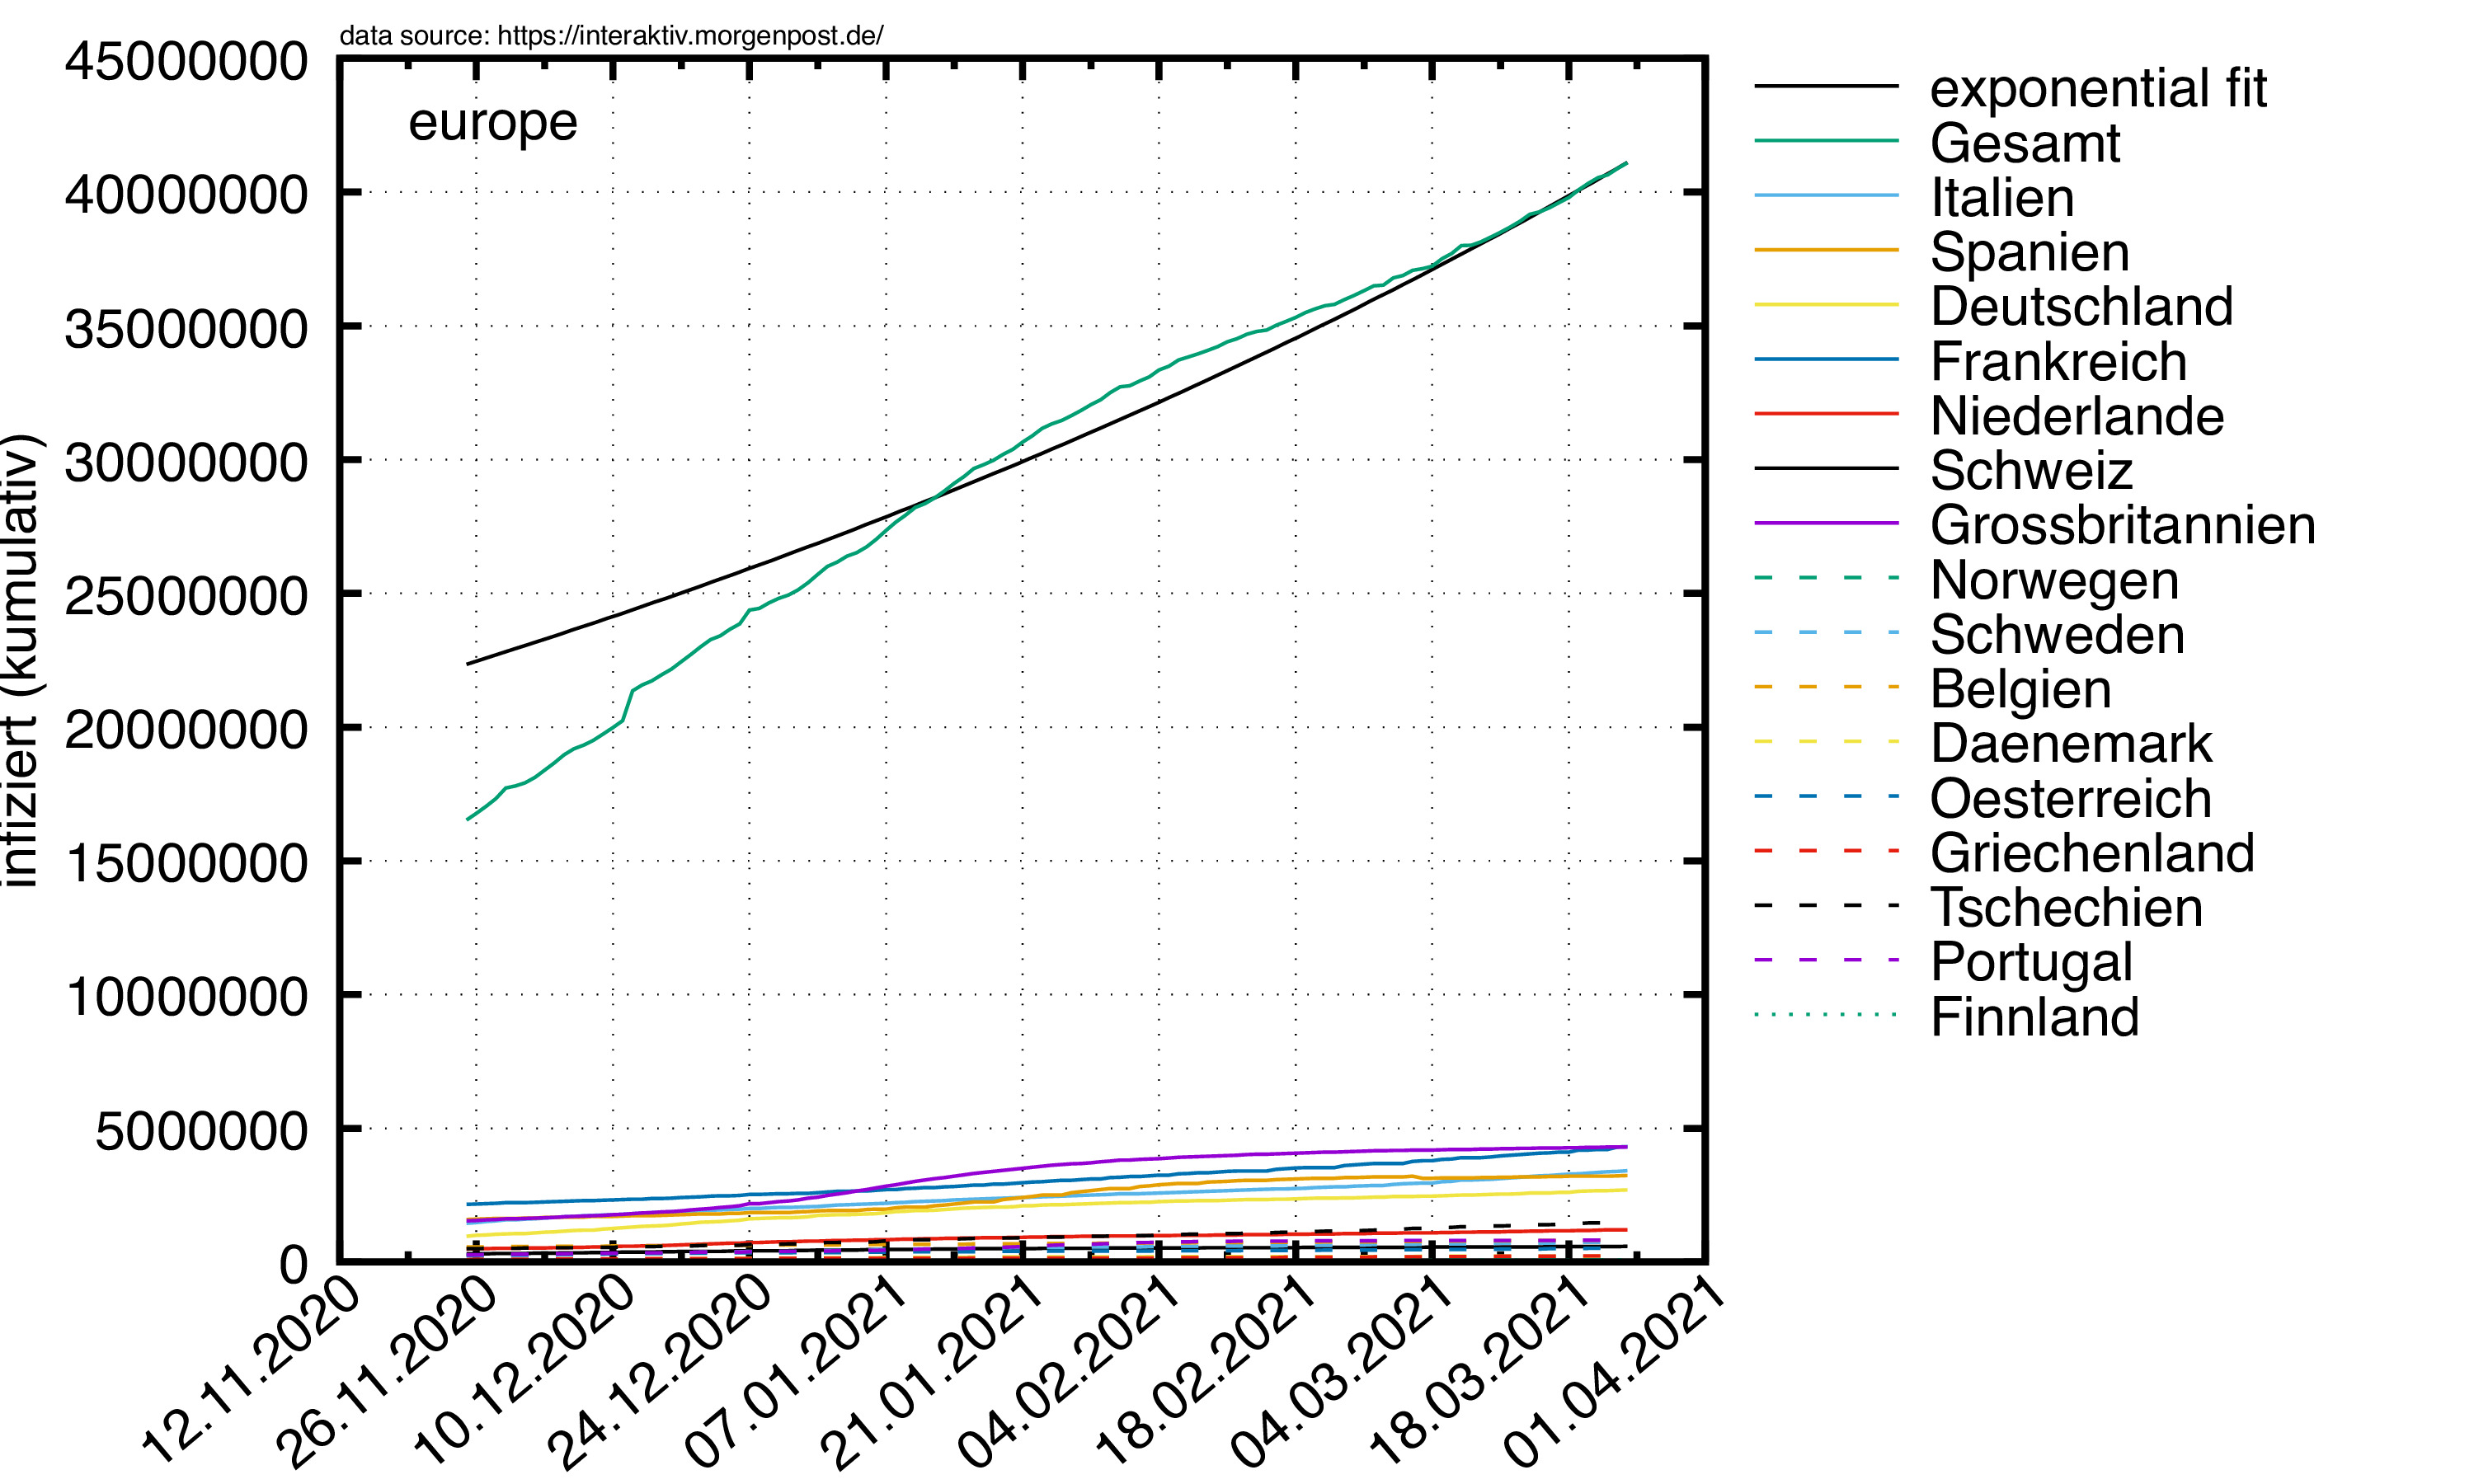 data source: https://interaktiv.morgenpost.de/
europe
infiziert (kumulativ)
45000000
40000000
35000000
30000000
25000000
20000000
15000000
10000000
5000000
0
12.11.2020
26.11.2020
10.12.2020
24.12.2020
07.01.2021
21.01.2021
04.02.2021
18.02.2021
04.03.2021
18.03.2021
01.04.2021
exponential fit
Gesamt
Italien
Spanien
Deutschland
Frankreich
Niederlande
Schweiz
Grossbritannien
Norwegen
Schweden
Belgien
Daenemark
Oesterreich
Griechenland
Tschechien
Portugal
Finnland